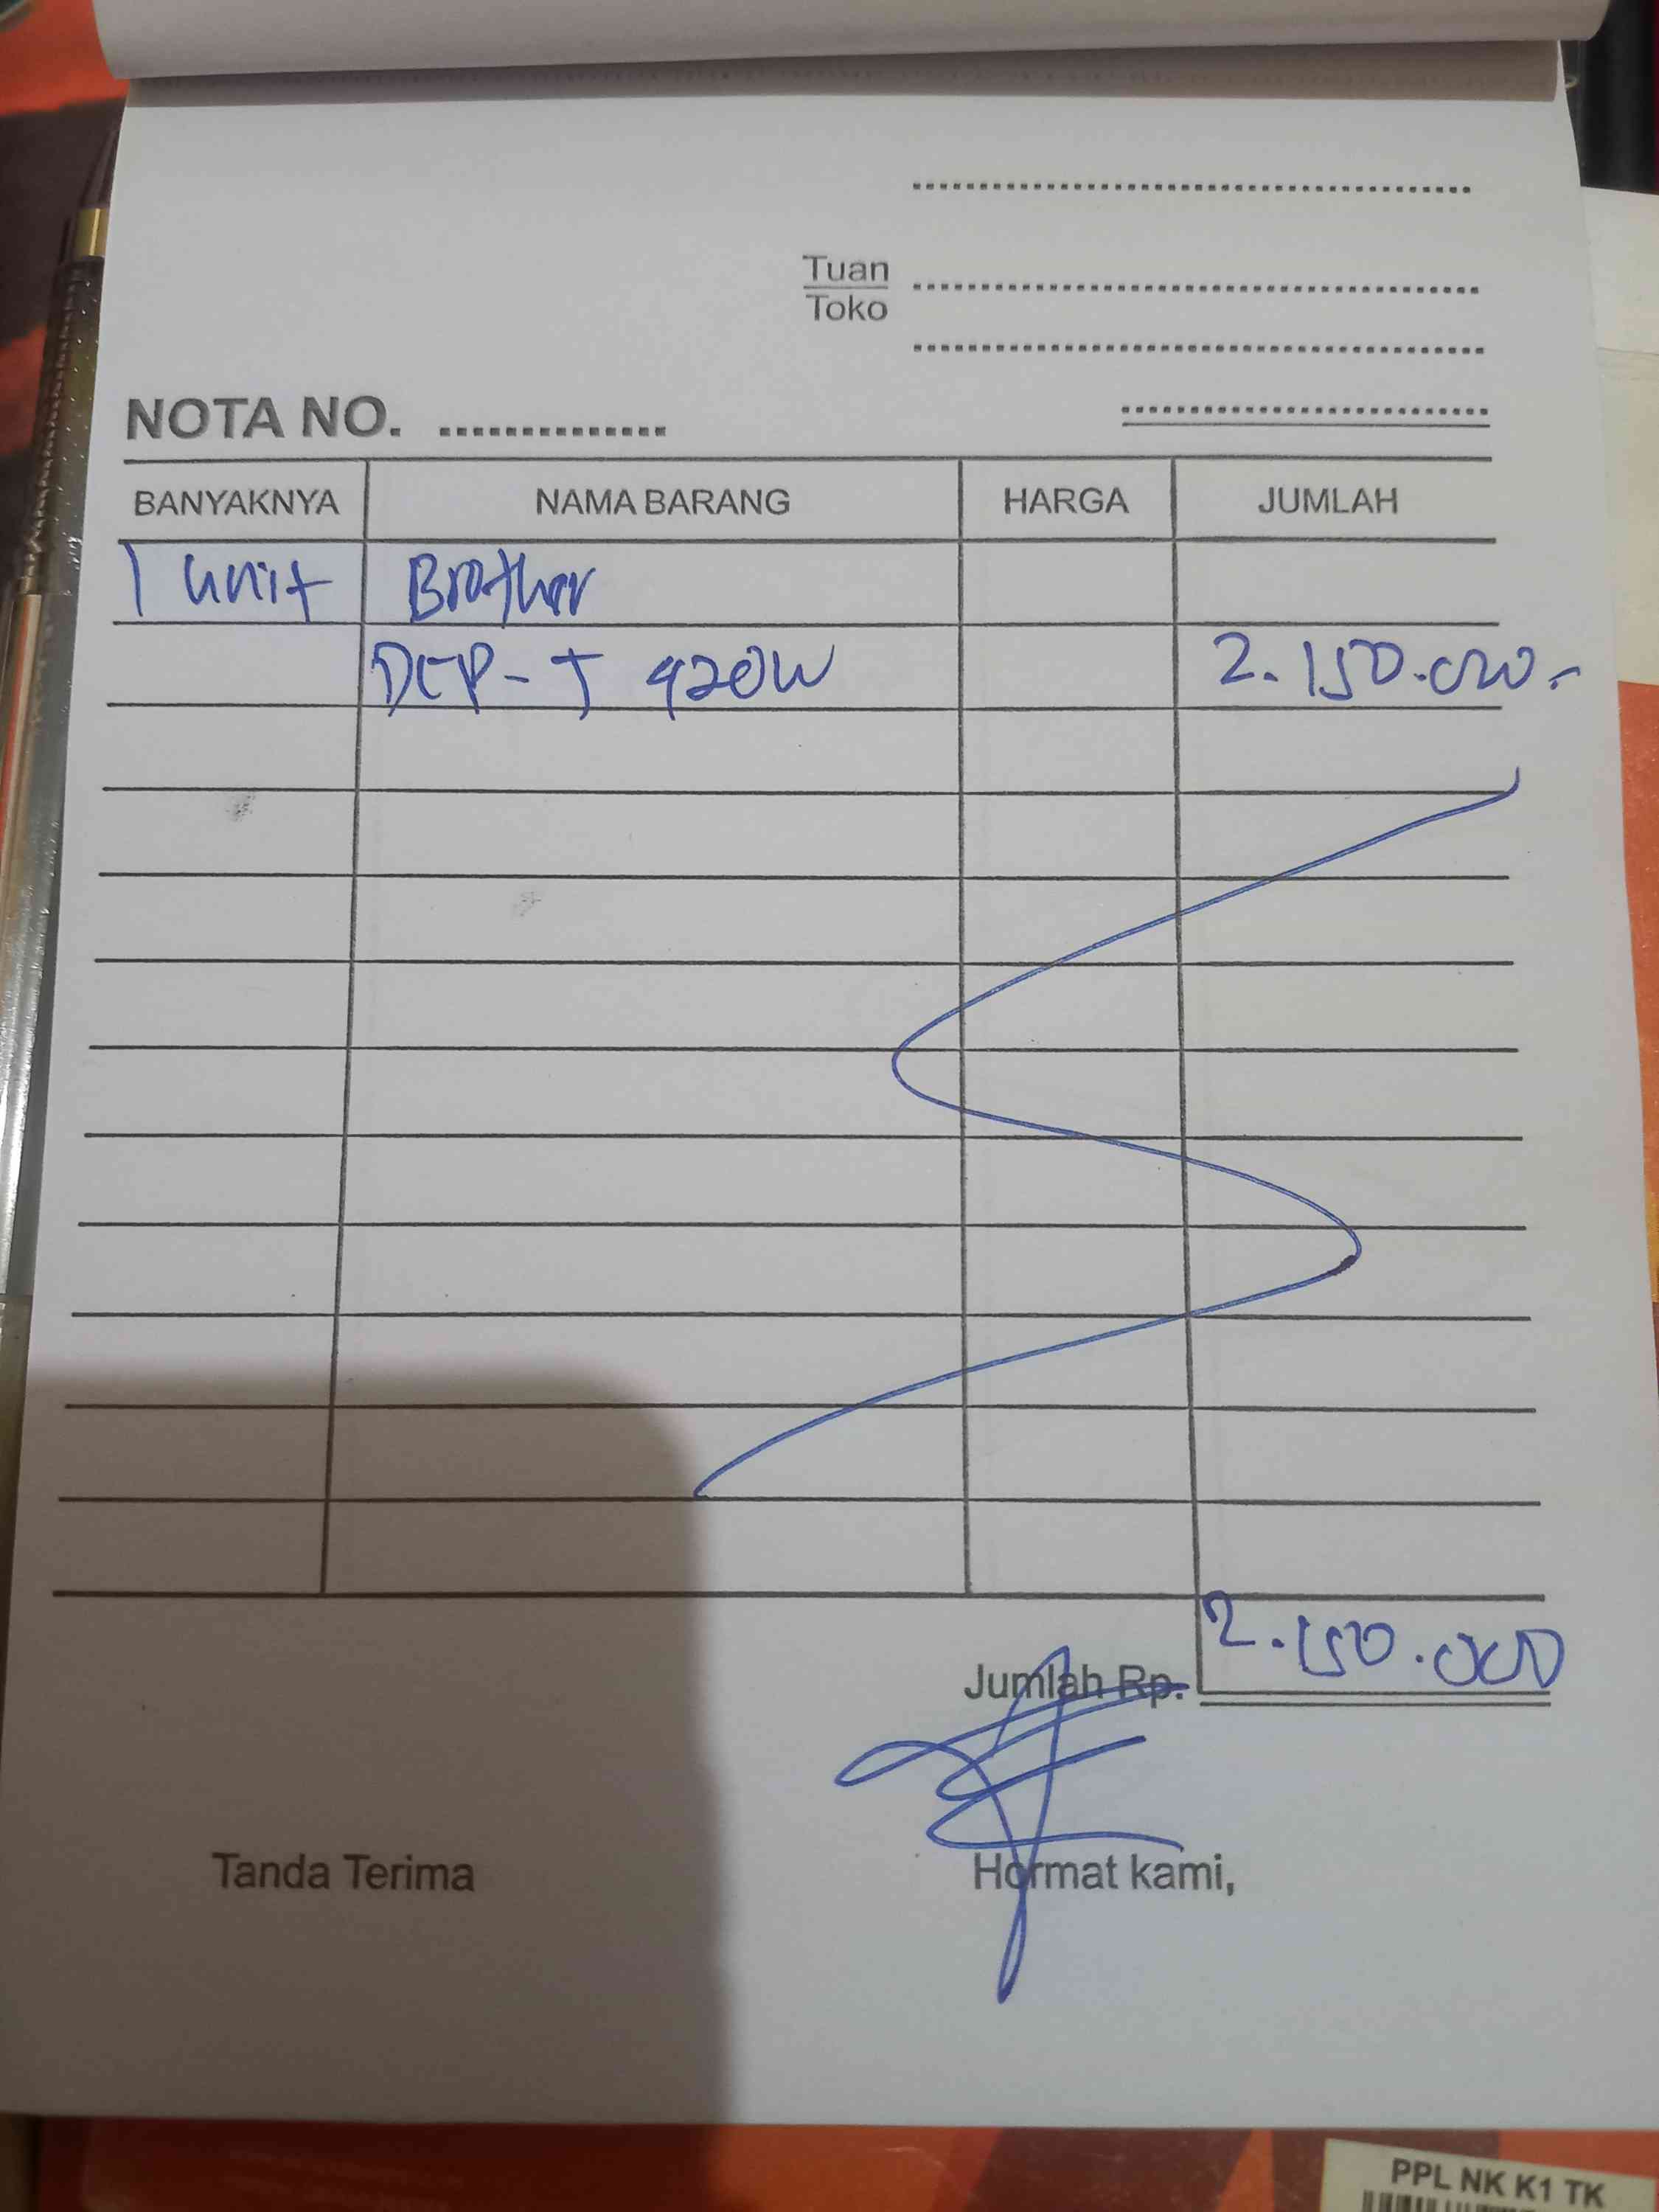 Tuan
Toko
NOTA NO. ..............
BANYAKNYA NAMA BARANG HARGA JUMLAH
1 unit Brother
DCP-T 420W 2.150.000.-
2.150.000
Jumlah Rp.
Tanda Terima Hormat kami,
PPL NK K1 TK